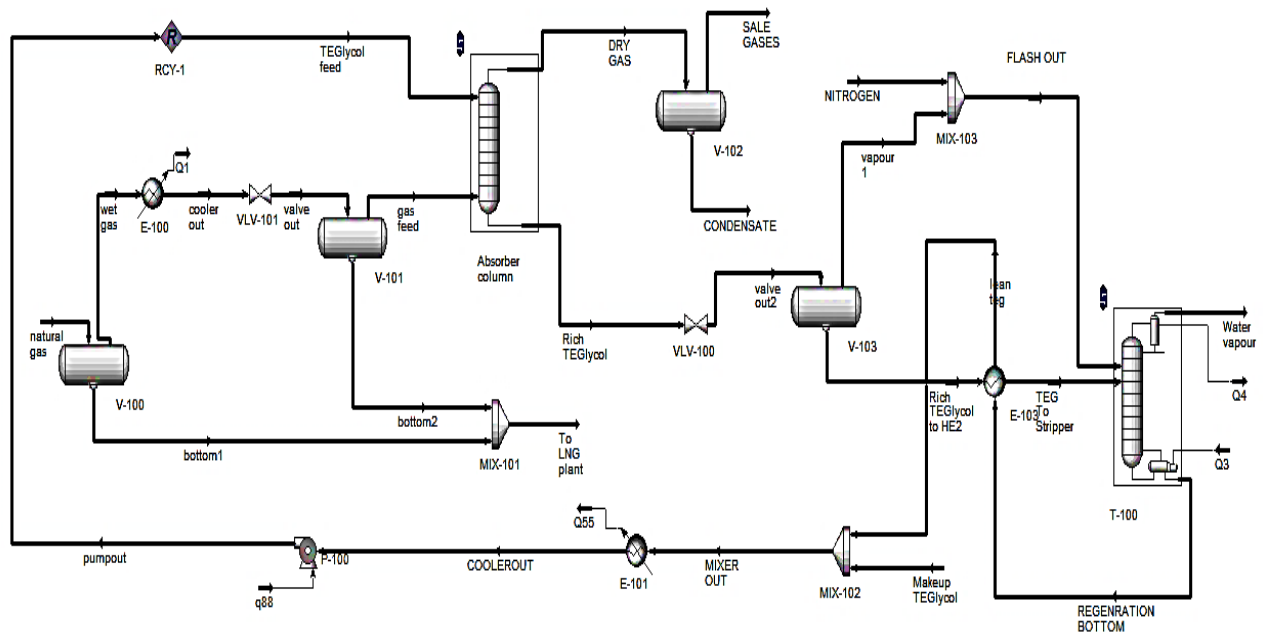 R
RCY-1
TEGlycol
feed
DRY
GAS
SALE
GASES
FLASH OUT
NITROGEN
MIX-103
V-102
vapour
1
CONDENSATE
Q1
wet
gas
E-100
cooler
out
VLV-101
valve
out
V-101
gas
feed
Absorber
column
natural
gas
V-100
bottom1
bottom2
MIX-101
To
LNG
plant
Rich
TEGlycol
VLV-100
valve
out2
V-103
lean
teg
Rich
TEGlycol
to HE2
E-103
TEG
To
Stripper
Water
vapour
Q4
Q3
T-100
REGENRATION
BOTTOM
Makeup
TEGlycol
MIX-102
MIXER
OUT
E-101
Q55
COOLEROUT
P-100
q88
pumpout